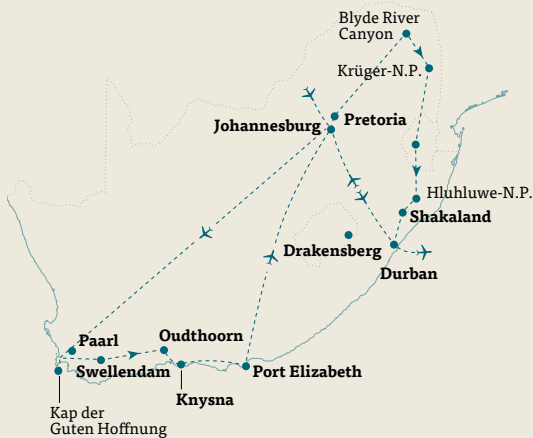 Blyde River
Canyon
Krüger-N.P.
Pretoria
Johannesburg
Hluhluwe-N.P.
Shakaland
Drakensberg
Durban
Paarl
Oudthoorn
Swellendam
Port Elizabeth
Knysna
Kap der
Guten Hoffnung